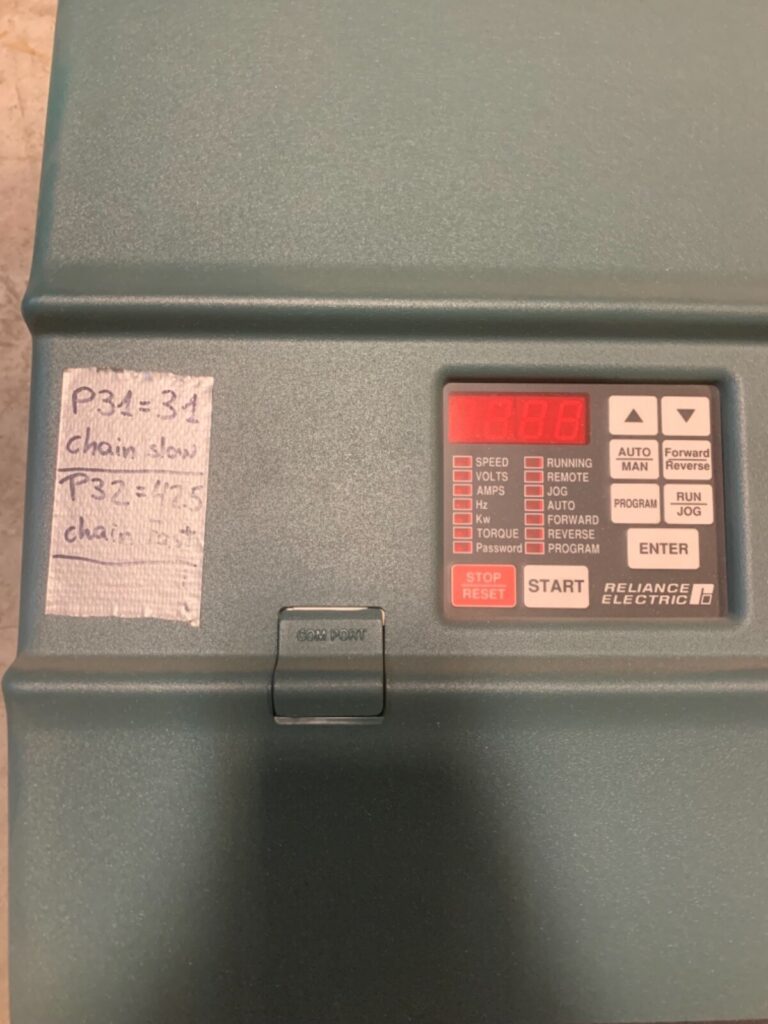 P31=31
chain slow
P32=42.5
chain Fast
COM PORT
SPEED
VOLTS
AMPS
Hz
Kw
TORQUE
Password
RUNNING
REMOTE
JOG
AUTO
FORWARD
REVERSE
PROGRAM
▲ ▼
AUTO
MAN
Forward
Reverse
PROGRAM
RUN
JOG
ENTER
STOP
RESET
START
RELIANCE
ELECTRIC